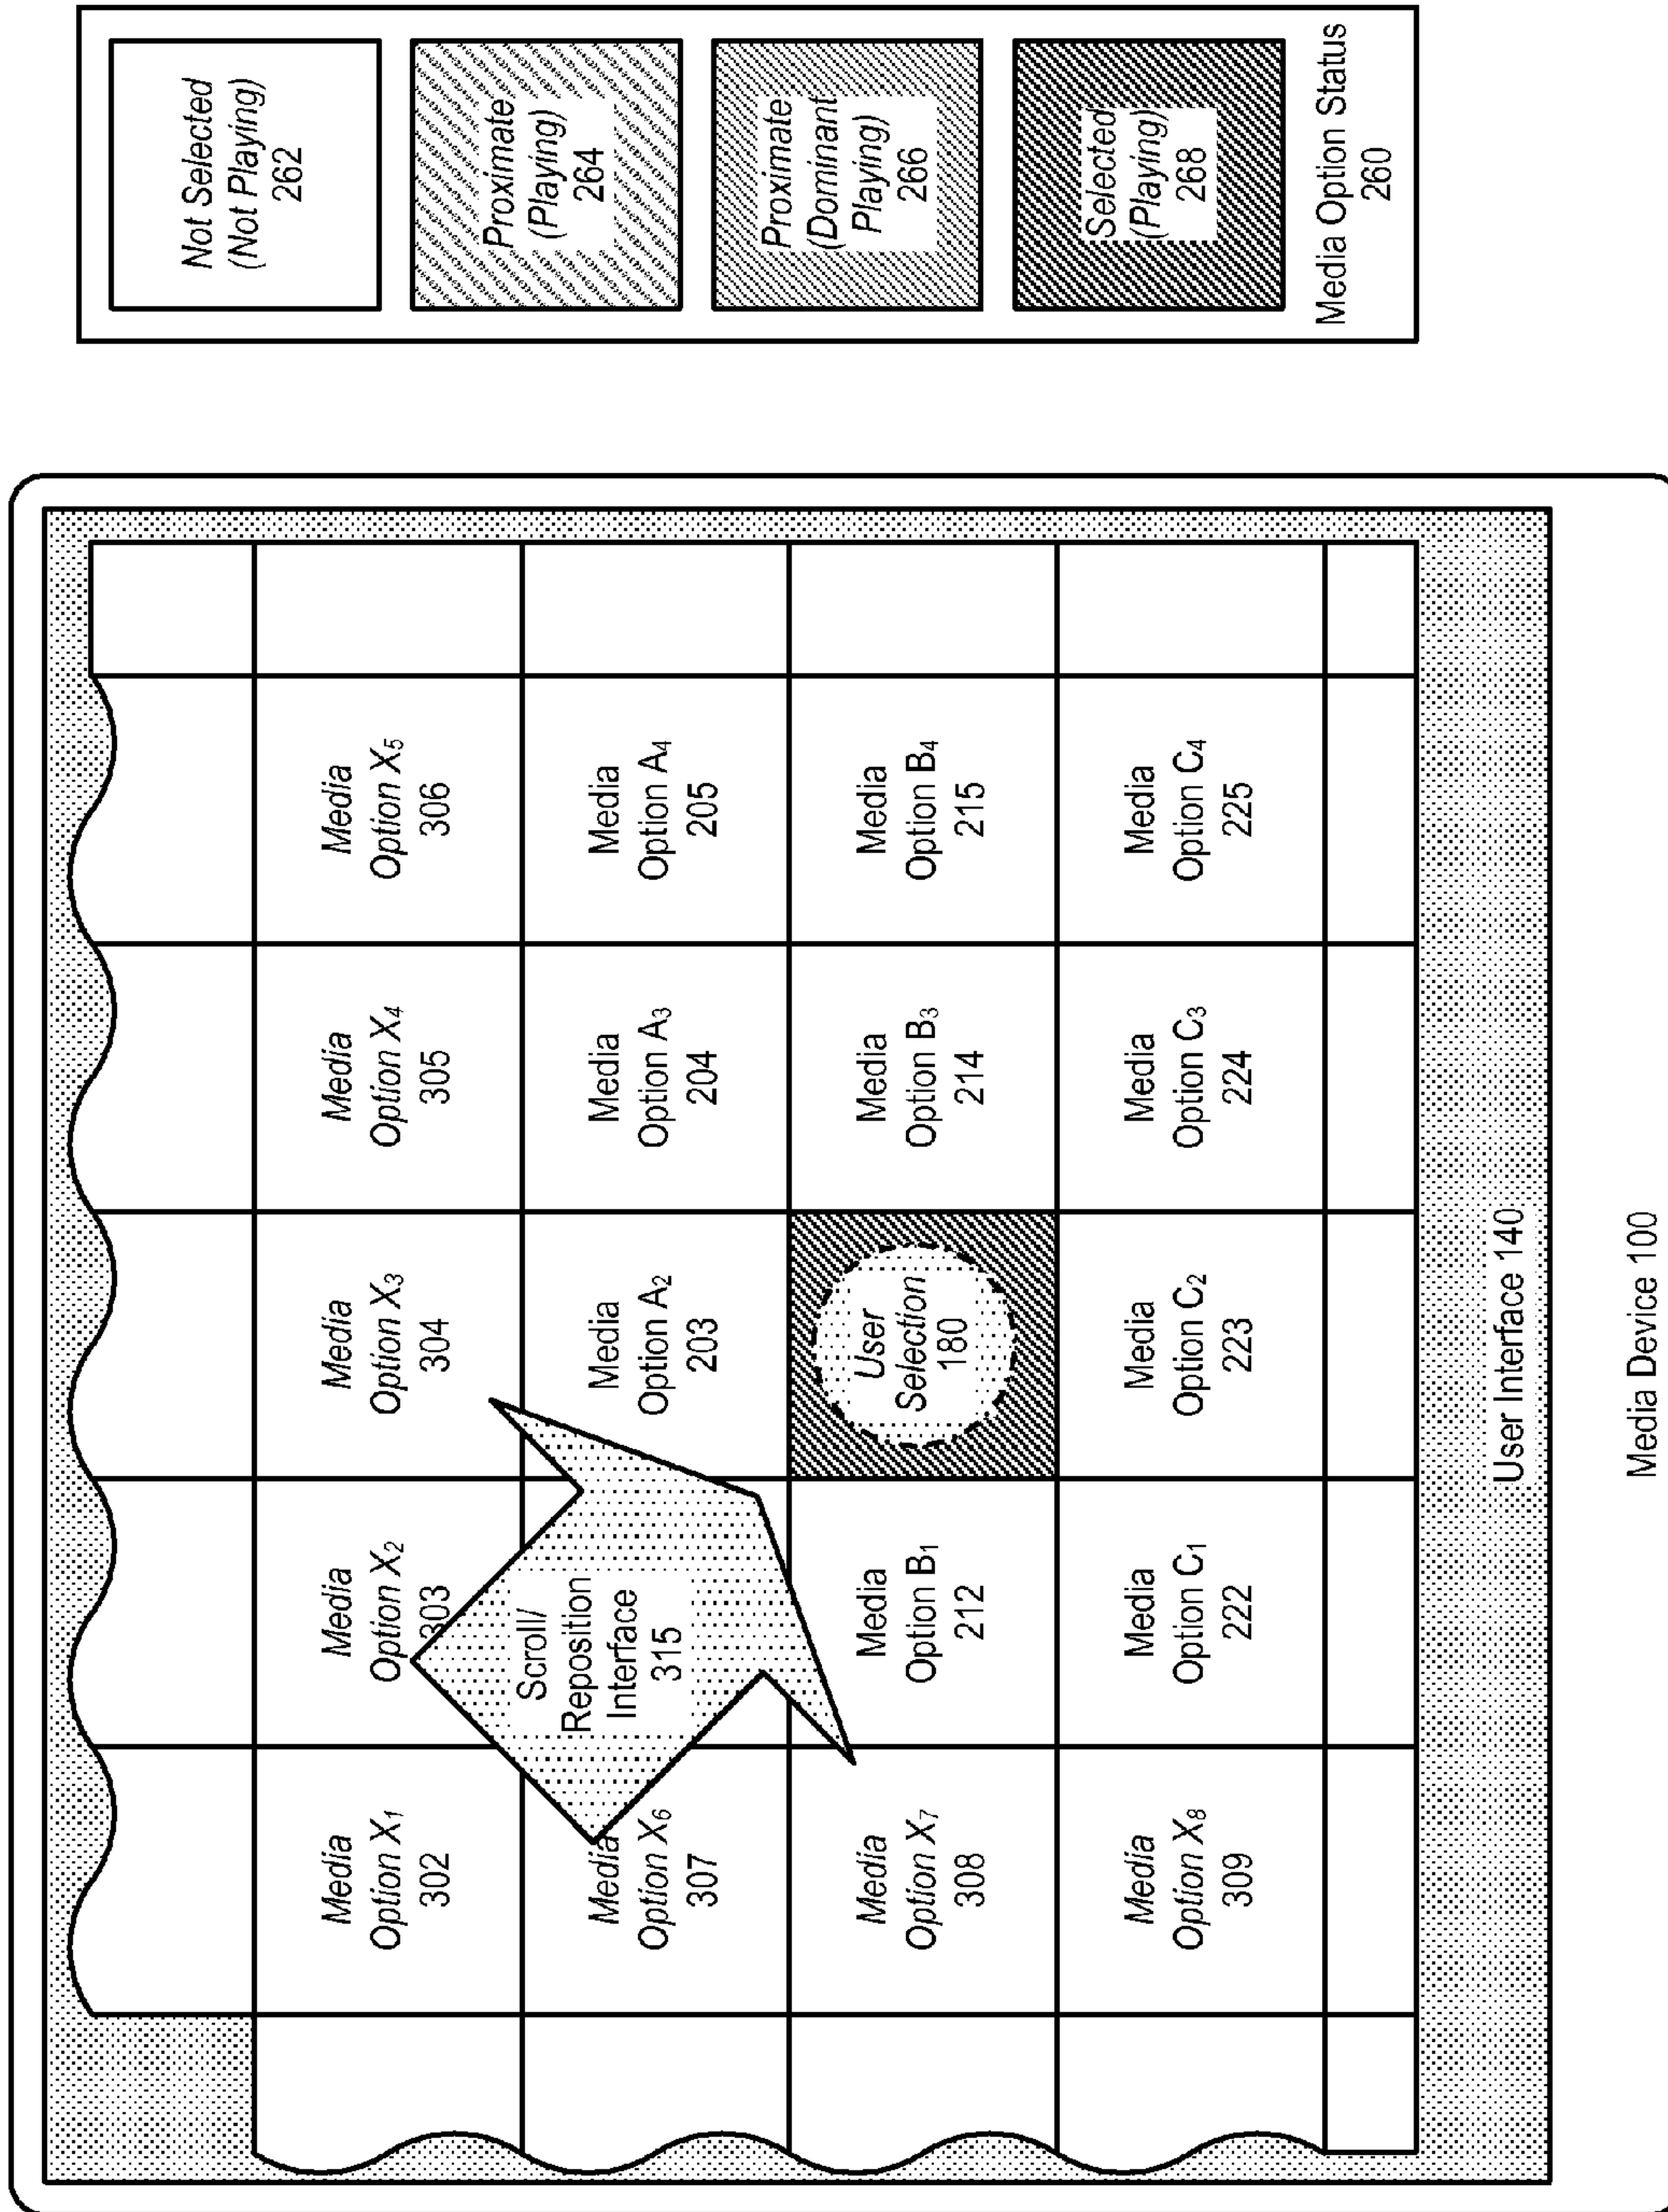 Media
Option X₁
302
Media
Option X₂
303
Media
Option X₃
304
Media
Option X₄
305
Media
Option X₅
306
Scroll/
Reposition
Interface
315
Media
Option X₆
307
Media
Option A₂
203
Media
Option A₃
204
Media
Option A₄
205
Media
Option X₇
308
Media
Option B₁
212
User
Selection
180
Media
Option B₃
214
Media
Option B₄
215
Media
Option X₈
309
Media
Option C₁
222
Media
Option C₂
223
Media
Option C₃
224
Media
Option C₄
225
User Interface 140
Media Device 100
Not Selected
(Not Playing)
262
Proximate
(Playing)
264
Proximate
(Dominant
Playing)
266
Selected
(Playing)
268
Media Option Status
260